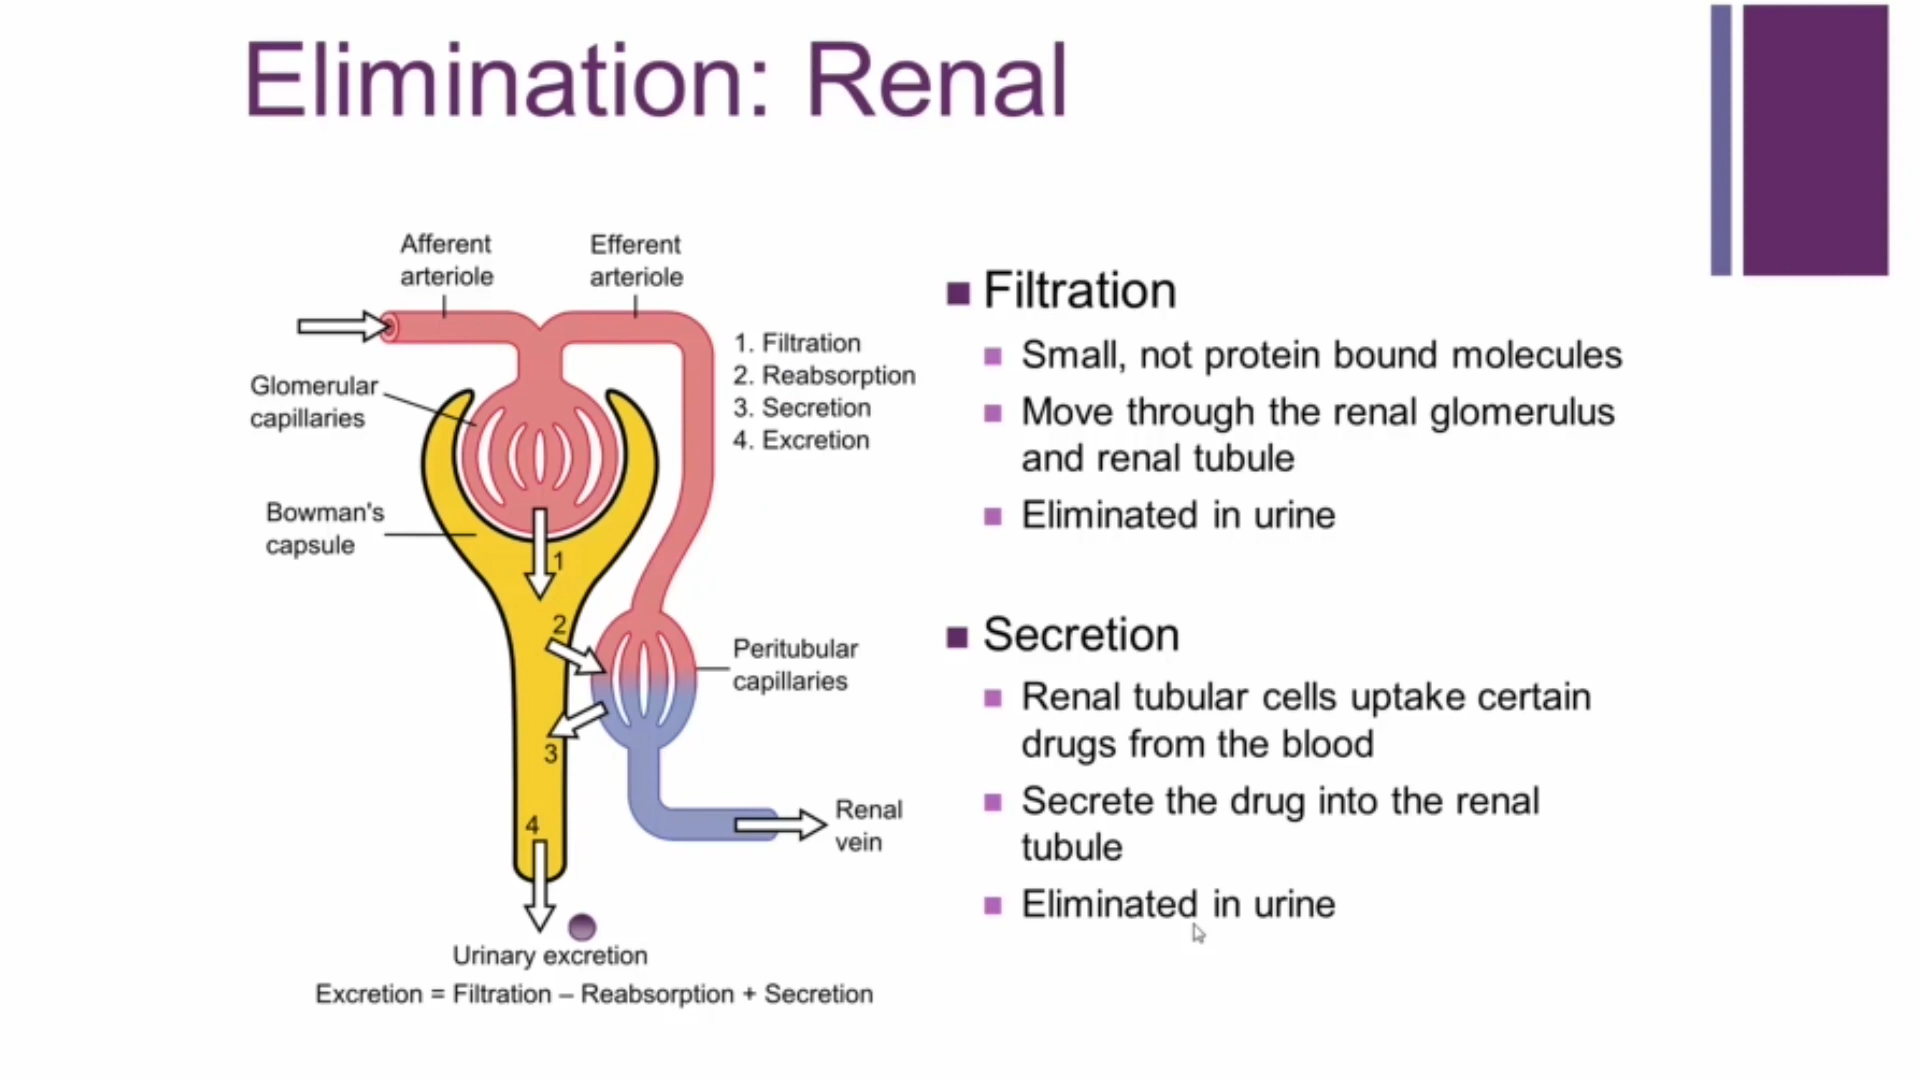 Elimination: Renal
Afferent
arteriole
Efferent
arteriole
Glomerular
capillaries
Bowman's
capsule
1. Filtration
2. Reabsorption
3. Secretion
4. Excretion
1
2
3
4
Peritubular
capillaries
Renal
vein
Urinary excretion
Excretion = Filtration – Reabsorption + Secretion
Filtration
Small, not protein bound molecules
Move through the renal glomerulus
and renal tubule
Eliminated in urine
Secretion
Renal tubular cells uptake certain
drugs from the blood
Secrete the drug into the renal
tubule
Eliminated in urine